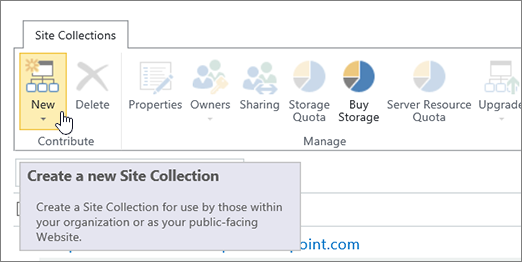 Site Collections
New
Delete
Properties
Owners
Sharing
Storage
Quota
Buy
Storage
Server Resource
Quota
Upgrade
Contribute
Manage
Create a new Site Collection
Create a Site Collection for use by those within
your organization or as your public-facing
Website.
point.com